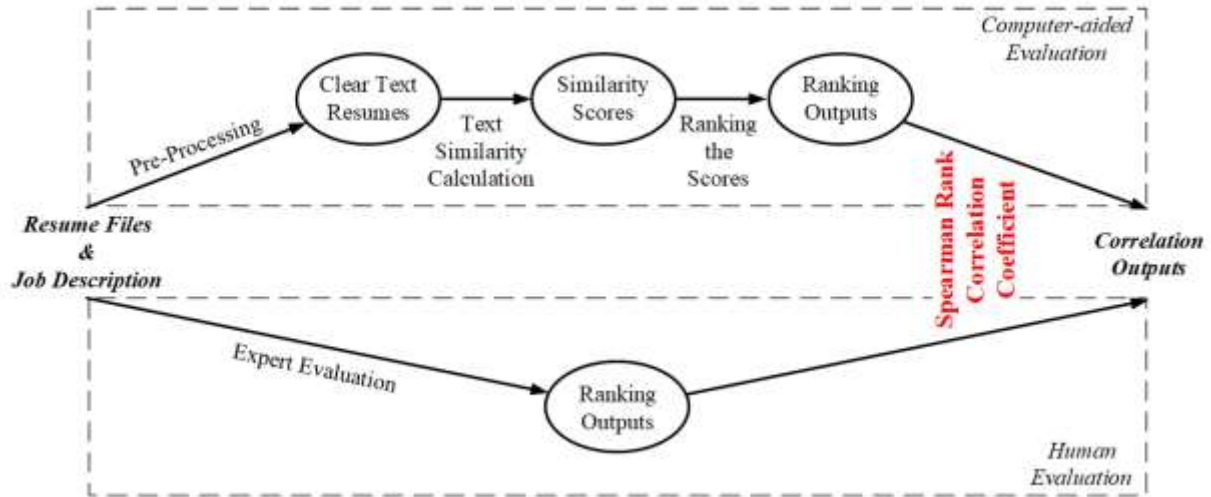 Computer-aided
Evaluation
Clear Text
Resumes
Similarity
Scores
Ranking
Outputs
Pre-Processing
Text
Similarity
Calculation
Ranking
the
Scores
Resume Files
&
Job Description
Spearman Rank
Correlation
Coefficient
Correlation
Outputs
Expert Evaluation
Ranking
Outputs
Human
Evaluation